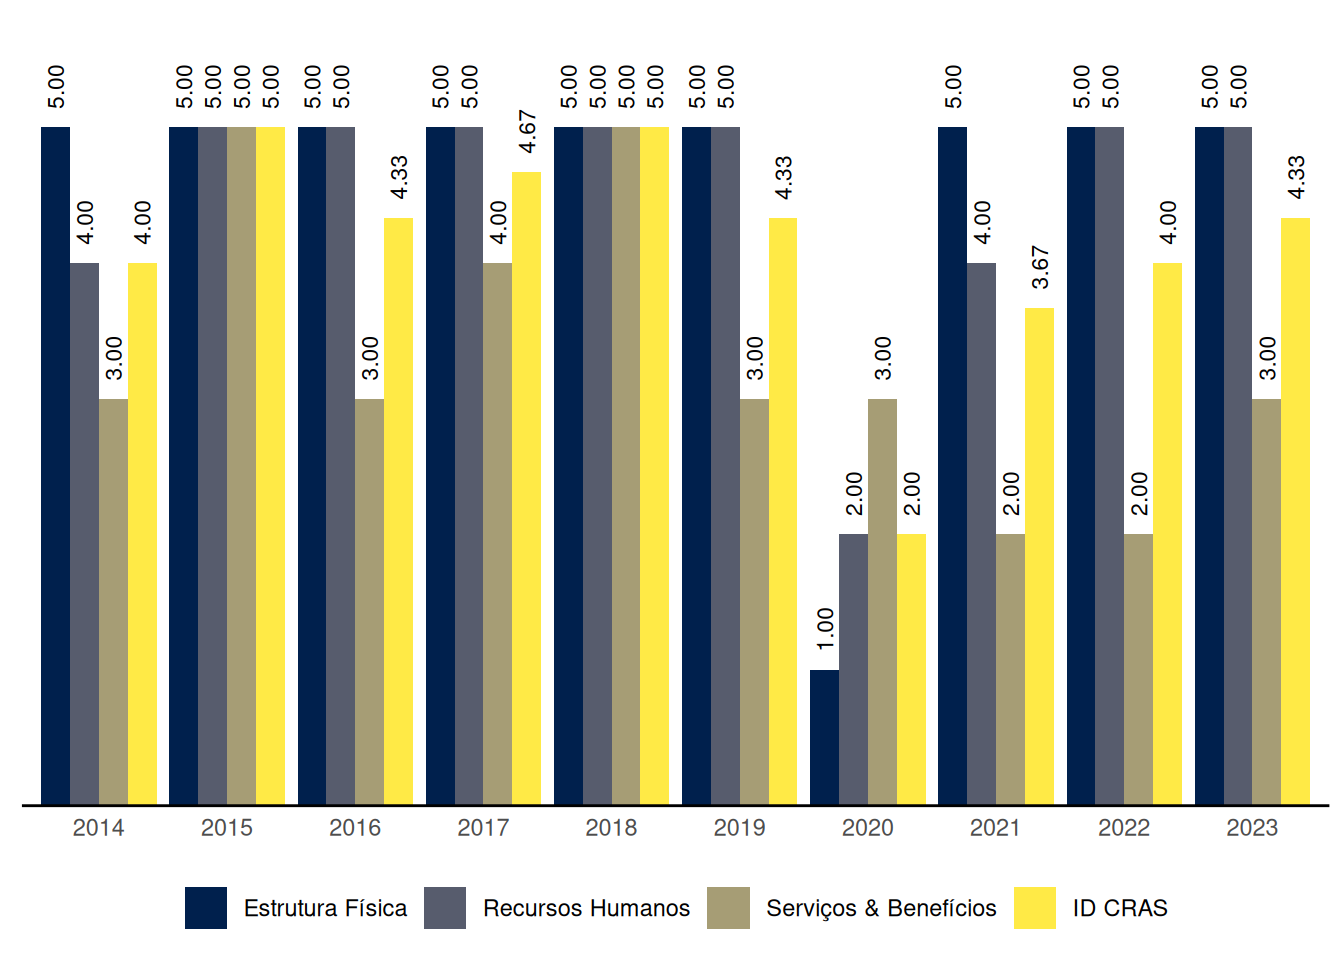 5.00 4.00 3.00 4.00
5.00 5.00 5.00 5.00
5.00 5.00 3.00 4.33
5.00 5.00 4.00 4.67
5.00 5.00 5.00 5.00
5.00 5.00 3.00 4.33
1.00 2.00 3.00 2.00
5.00 4.00 2.00 3.67
5.00 5.00 2.00 4.00
5.00 5.00 3.00 4.33
2014 2015 2016 2017 2018 2019 2020 2021 2022 2023
Estrutura Física Recursos Humanos Serviços & Benefícios ID CRAS